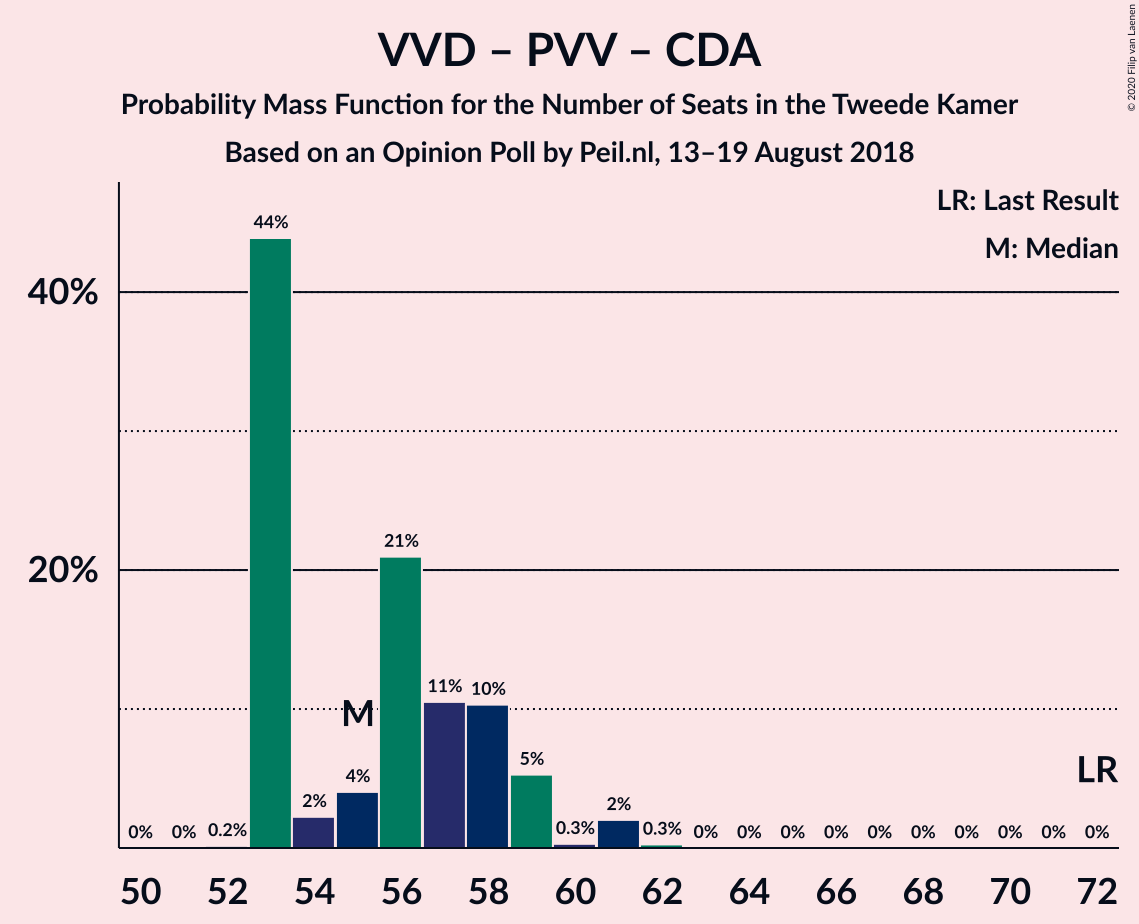 VVD – PVV – CDA
Probability Mass Function for the Number of Seats in the Tweede Kamer
Based on an Opinion Poll by Peil.nl, 13–19 August 2018
© 2020 Filip van Laenen
LR: Last Result
M: Median
40%
20%
0% 0% 0.2% 44% 2% 4% 21% 11% 10% 5% 0.3% 2% 0.3% 0% 0% 0% 0% 0% 0% 0% 0% 0% 0%
M
LR
50 52 54 56 58 60 62 64 66 68 70 72